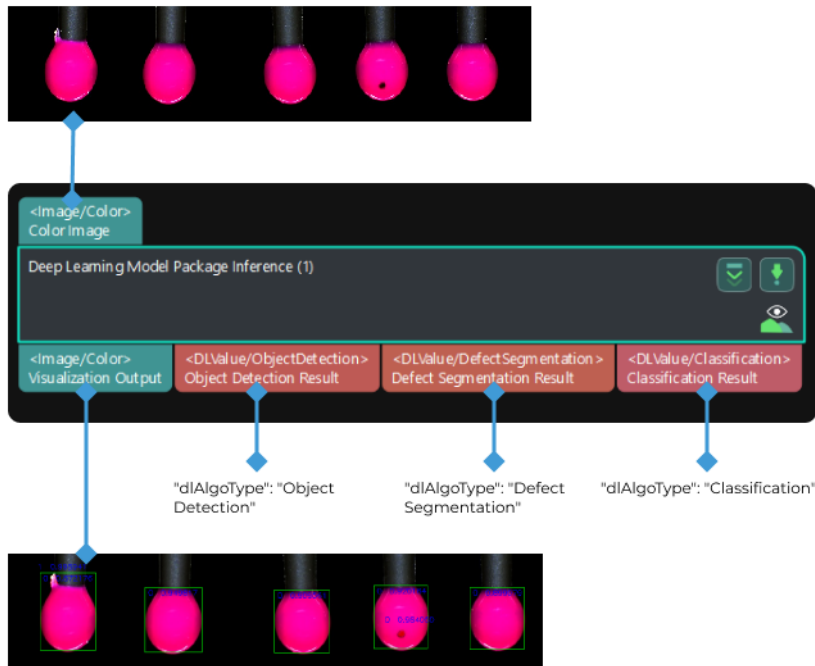 <Image/Color>
Color Image
Deep Learning Model Package Inference (1)
<Image/Color>
Visualization Output
<DLValue/ObjectDetection>
Object Detection Result
<DLValue/DefectSegmentation>
Defect Segmentation Result
<DLValue/Classification>
Classification Result
"dlAlgoType": "Object
Detection"
"dlAlgoType": "Defect
Segmentation"
"dlAlgoType": "Classification"